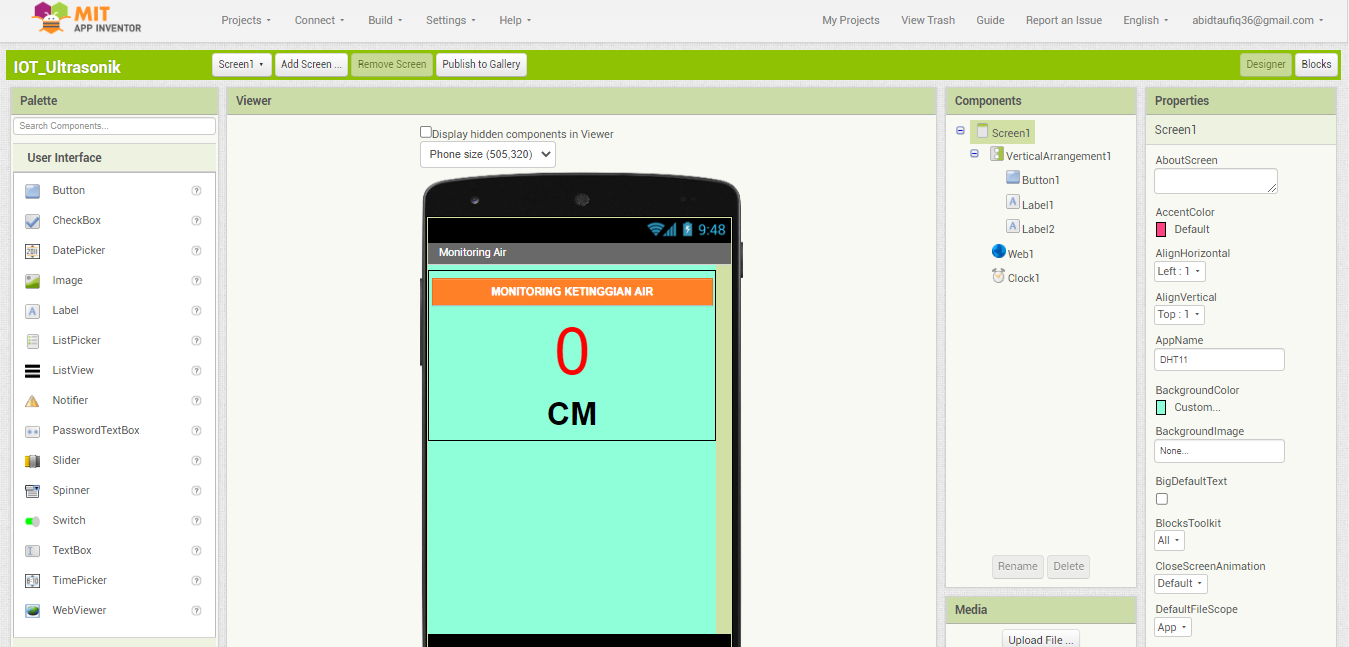 MIT
APP INVENTOR
Projects
Connect
Build
Settings
Help
My Projects
View Trash
Guide
Report an Issue
English
abidtaufiq36@gmail.com
IOT_Ultrasonik
Screen1
Add Screen ...
Remove Screen
Publish to Gallery
Designer
Blocks
Palette
Search Components...
User Interface
Button ?
CheckBox ?
DatePicker ?
Image ?
Label ?
ListPicker ?
ListView ?
Notifier ?
PasswordTextBox ?
Slider ?
Spinner ?
Switch ?
TextBox ?
TimePicker ?
WebViewer ?
Viewer
Display hidden components in Viewer
Phone size (505,320)
9:48
Monitoring Air
MONITORING KETINGGIAN AIR
0
CM
Components
Screen1
VerticalArrangement1
Button1
A Label1
A Label2
Web1
Clock1
Rename
Delete
Media
Upload File ...
Properties
Screen1
AboutScreen
AccentColor
Default
AlignHorizontal
Left : 1
AlignVertical
Top : 1
AppName
DHT11
BackgroundColor
Custom...
BackgroundImage
None...
BigDefaultText
BlocksToolkit
All
CloseScreenAnimation
Default
DefaultFileScope
App